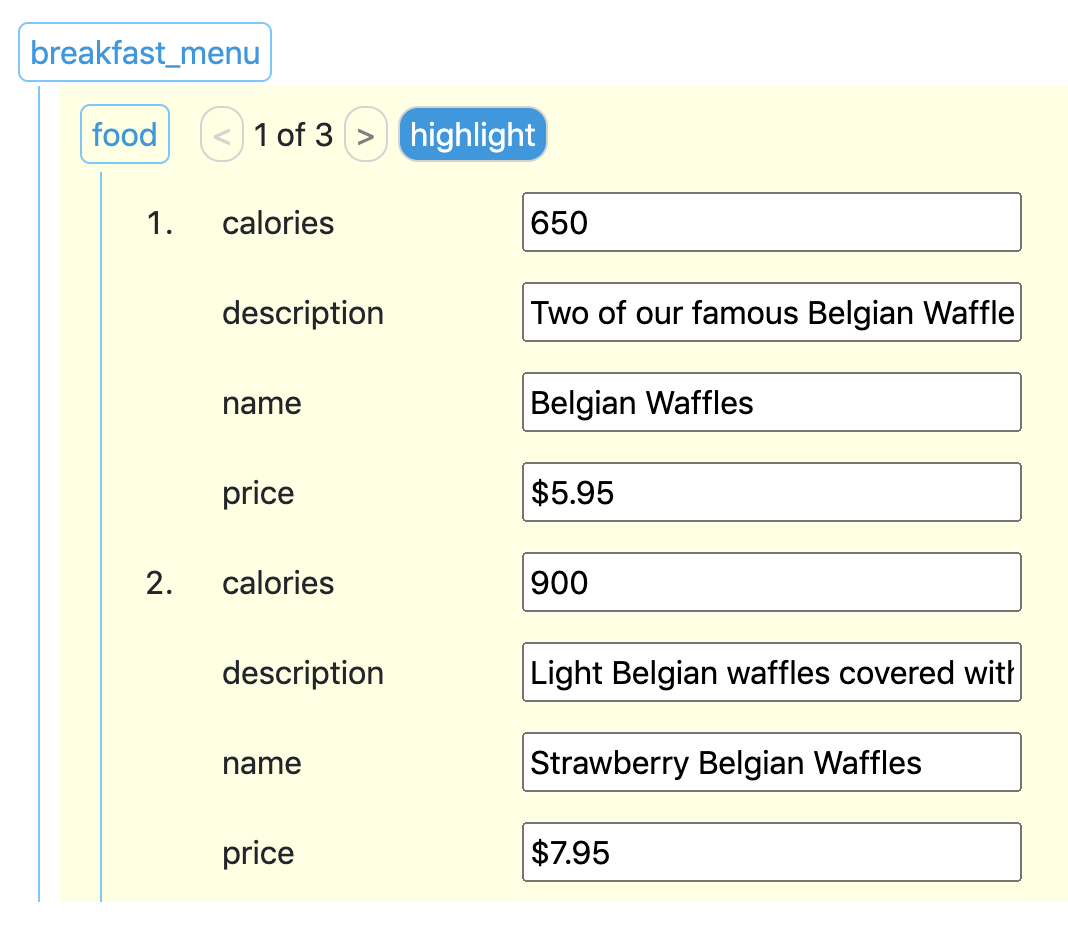 breakfast_menu
food < 1 of 3 > highlight
1. calories 650
description Two of our famous Belgian Waffle
name Belgian Waffles
price $5.95
2. calories 900
description Light Belgian waffles covered with
name Strawberry Belgian Waffles
price $7.95